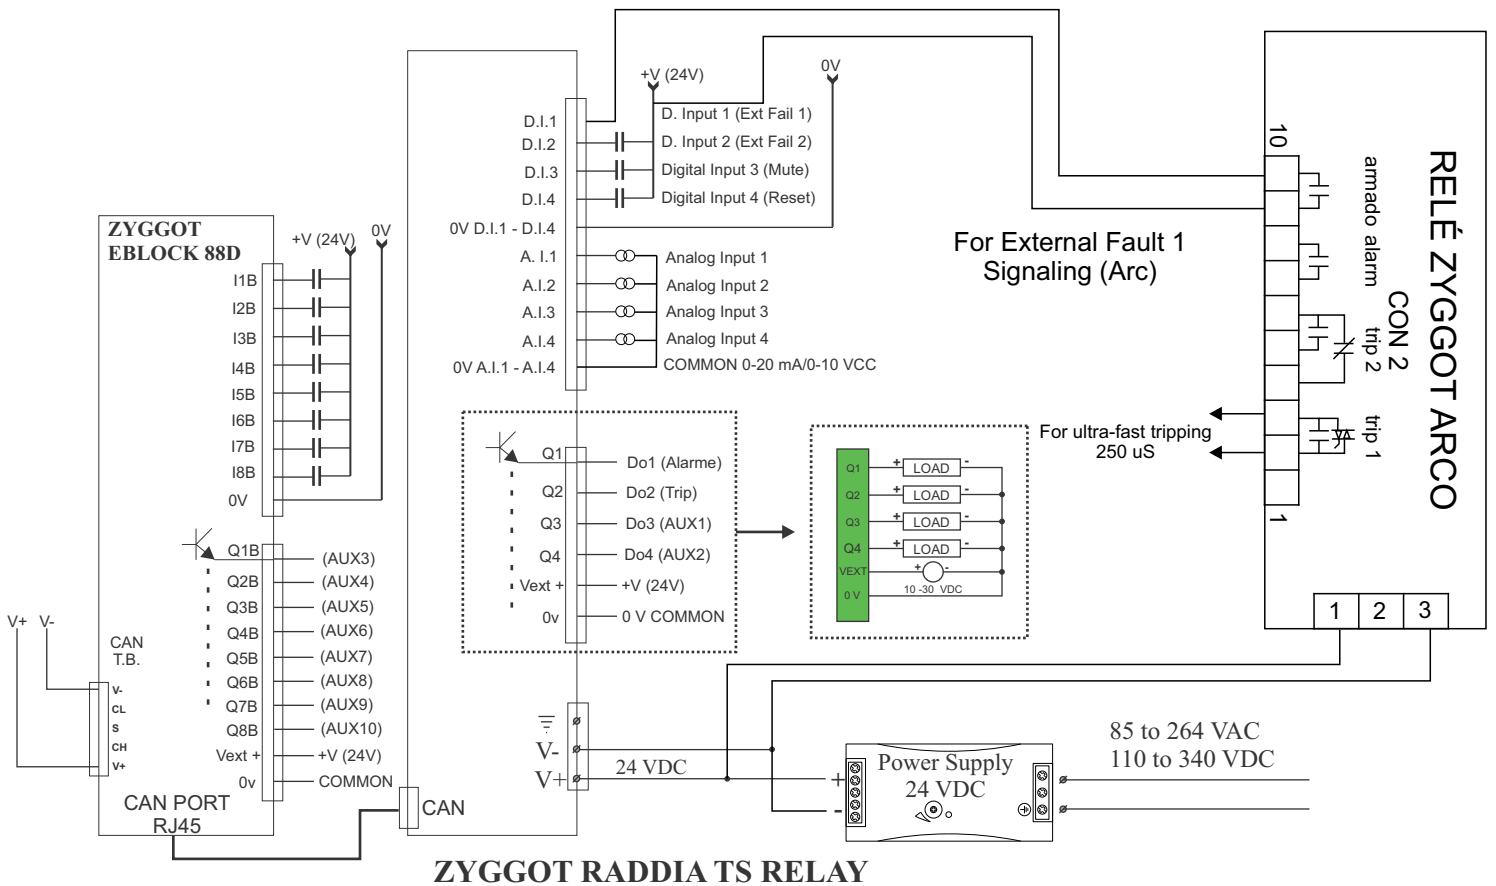 ZYGGOT
EBLOCK 88D
+V (24V)
0V
I1B
I2B
I3B
I4B
I5B
I6B
I7B
I8B
0V
Q1B
(AUX3)
Q2B
(AUX4)
Q3B
(AUX5)
Q4B
(AUX6)
Q5B
(AUX7)
Q6B
(AUX8)
Q7B
(AUX9)
Q8B
(AUX10)
Vext +
+V (24V)
0v
COMMON
V+ V-
CAN
T.B.
V-
CL
S
CH
V+
CAN PORT
RJ45
CAN
+V (24V)
0V
D.I.1
D. Input 1 (Ext Fail 1)
D.I.2
D. Input 2 (Ext Fail 2)
D.I.3
Digital Input 3 (Mute)
D.I.4
Digital Input 4 (Reset)
0V D.I.1 - D.I.4
A. I.1
Analog Input 1
A.I.2
Analog Input 2
A.I.3
Analog Input 3
A.I.4
Analog Input 4
0V A.I.1 - A.I.4
COMMON 0-20 mA/0-10 VCC
Q1
Do1 (Alarme)
Q2
Do2 (Trip)
Q3
Do3 (AUX1)
Q4
Do4 (AUX2)
Vext +
+V (24V)
0v
0 V COMMON
Q1
+ LOAD -
Q2
+ LOAD -
Q3
+ LOAD -
Q4
+ LOAD -
VEXT
+ -
10 -30 VDC
0 V
V-
V+
24 VDC
+
-
Power Supply
24 VDC
85 to 264 VAC
110 to 340 VDC
For External Fault 1
Signaling (Arc)
For ultra-fast tripping
250 uS
10
1
armado alarm
trip 2
trip 1
CON 2
RELÉ ZYGGOT ARCO
1 2 3
ZYGGOT RADDIA TS RELAY